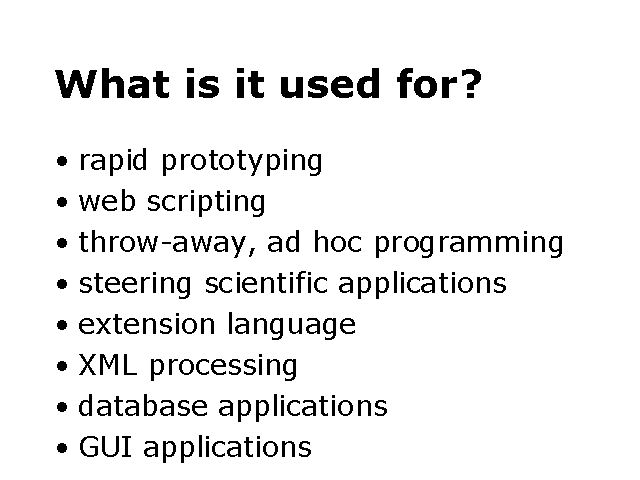 What is it used for?
• rapid prototyping
• web scripting
• throw-away, ad hoc programming
• steering scientific applications
• extension language
• XML processing
• database applications
• GUI applications